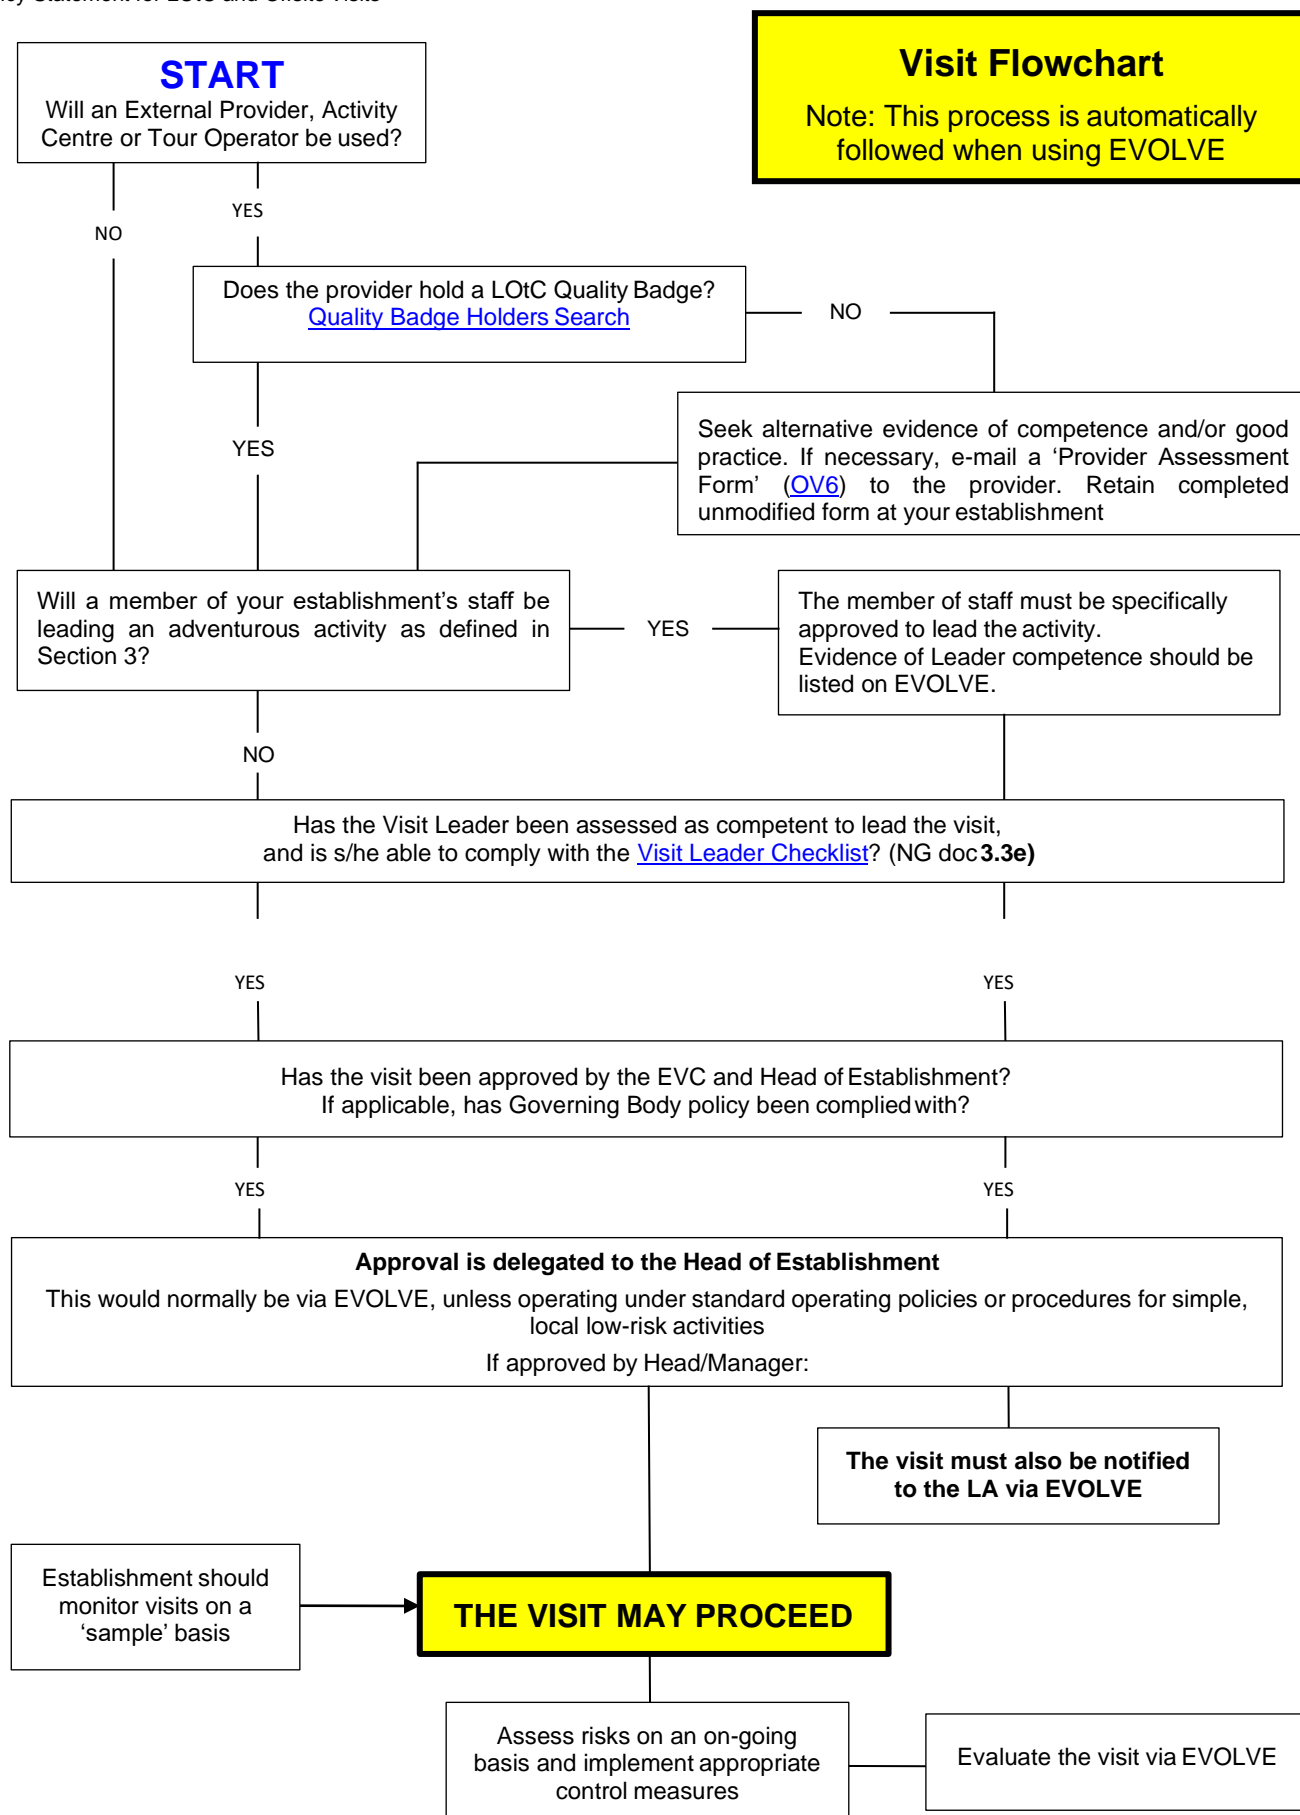 Statement for
and Offsite Visits
START
Will an External Provider, Activity
Centre or Tour Operator be used?
Visit Flowchart
Note: This process is automatically
followed when using EVOLVE
YES
NO
Does the provider hold a LOtC Quality Badge?
Quality Badge Holders Search
NO
YES
Seek alternative evidence of competence and/or good
practice. If necessary, e-mail a ‘Provider Assessment
Form’ (OV6) to the provider. Retain completed
unmodified form at your establishment
Will a member of your establishment’s staff be
leading an adventurous activity as defined in
Section 3?
YES
The member of staff must be specifically
approved to lead the activity.
Evidence of Leader competence should be
listed on EVOLVE.
NO
Has the Visit Leader been assessed as competent to lead the visit,
and is s/he able to comply with the Visit Leader Checklist? (NG doc 3.3e)
YES
YES
Has the visit been approved by the EVC and Head of Establishment?
If applicable, has Governing Body policy been complied with?
YES
YES
Approval is delegated to the Head of Establishment
This would normally be via EVOLVE, unless operating under standard operating policies or procedures for simple,
local low-risk activities
If approved by Head/Manager:
The visit must also be notified
to the LA via EVOLVE
Establishment should
monitor visits on a
‘sample’ basis
THE VISIT MAY PROCEED
Assess risks on an on-going
basis and implement appropriate
control measures
Evaluate the visit via EVOLVE